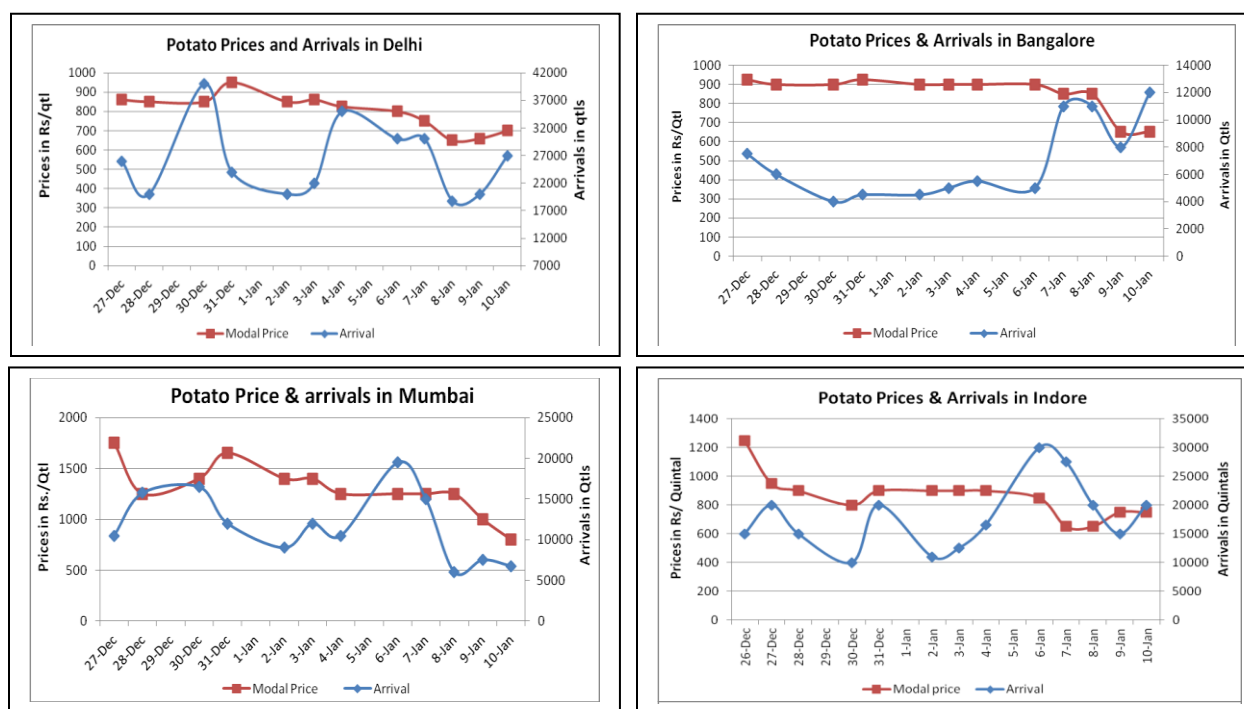 Potato Prices and Arrivals in Delhi
Prices in Rs/qtl
1000
900
800
700
600
500
400
300
200
100
0
42000
37000
32000
27000
22000
17000
12000
7000
Arrivals in qtls
27-Dec
28-Dec
29-Dec
30-Dec
31-Dec
1-Jan
2-Jan
3-Jan
4-Jan
5-Jan
6-Jan
7-Jan
8-Jan
9-Jan
10-Jan
Modal Price Arrival
Potato Prices & Arrivals in Bangalore
Prices in Rs/Qtl
1000
900
800
700
600
500
400
300
200
100
0
14000
12000
10000
8000
6000
4000
2000
0
Arrivals in Qtls
27-Dec
28-Dec
29-Dec
30-Dec
31-Dec
1-Jan
2-Jan
3-Jan
4-Jan
5-Jan
6-Jan
7-Jan
8-Jan
9-Jan
10-Jan
Modal Price Arrival
Potato Price & arrivals in Mumbai
Prices in Rs./Qtl
2000
1500
1000
500
0
25000
20000
15000
10000
5000
0
Arrivals in Qtls
27-Dec
28-Dec
29-Dec
30-Dec
31-Dec
1-Jan
2-Jan
3-Jan
4-Jan
5-Jan
6-Jan
7-Jan
8-Jan
9-Jan
10-Jan
Modal Price Arrival
Potato Prices & Arrivals in Indore
Prices in Rs/ Quintal
1400
1200
1000
800
600
400
200
0
35000
30000
25000
20000
15000
10000
5000
0
Arrivals in Quintals
26-Dec
27-Dec
28-Dec
29-Dec
30-Dec
31-Dec
1-Jan
2-Jan
3-Jan
4-Jan
5-Jan
6-Jan
7-Jan
8-Jan
9-Jan
10-Jan
Modal price Arrival